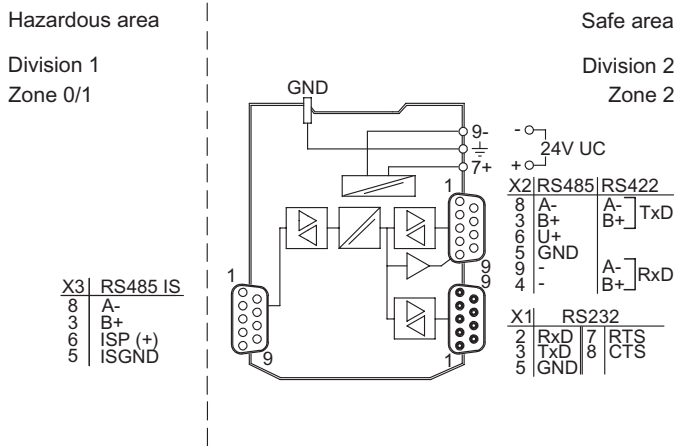 Hazardous area
Safe area
Division 1
Zone 0/1
Division 2
Zone 2
GND
9-
7+
- 
24V UC
+
1
9
X2 RS485 RS422
8 A- A- TxD
3 B+ B+
6 U+
5 GND
9 - A- RxD
4 - B+
9
1
X1 RS232
2 RxD 7 RTS
3 TxD 8 CTS
5 GND
1
9
X3 RS485 IS
8 A-
3 B+
6 ISP (+)
5 ISGND